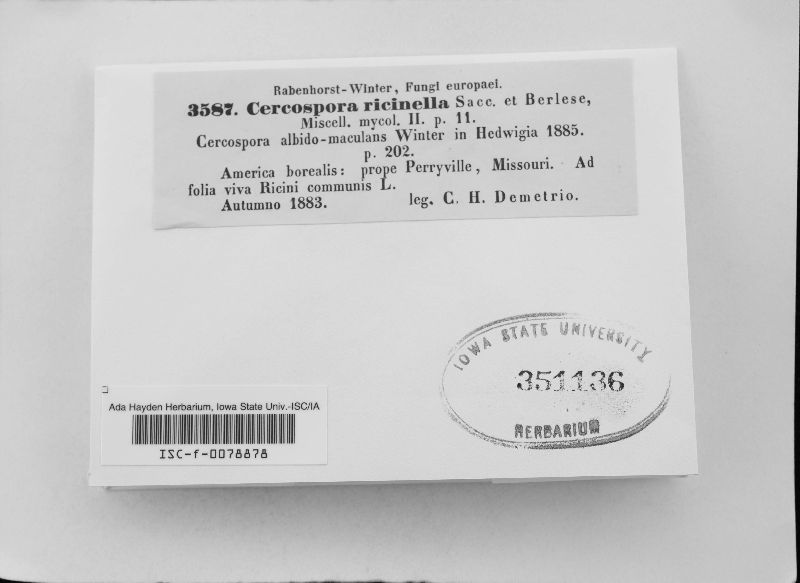 Rabenhorst-Winter, Fungi europaei.
3587. Cercospora ricinella Sacc. et Berlese,
Miscell. mycol. II. p. 11.
Cercospora albido-maculans Winter in Hedwigia 1885.
p. 202.
America borealis: prope Perryville, Missouri. Ad
folia viva Ricini communis L.
Autumno 1883. leg. C. H. Demetrio.
IOWA STATE UNIVERSITY
351136
HERBARIUM
Ada Hayden Herbarium, Iowa State Univ.-ISC/IA
ISC-f-0078878